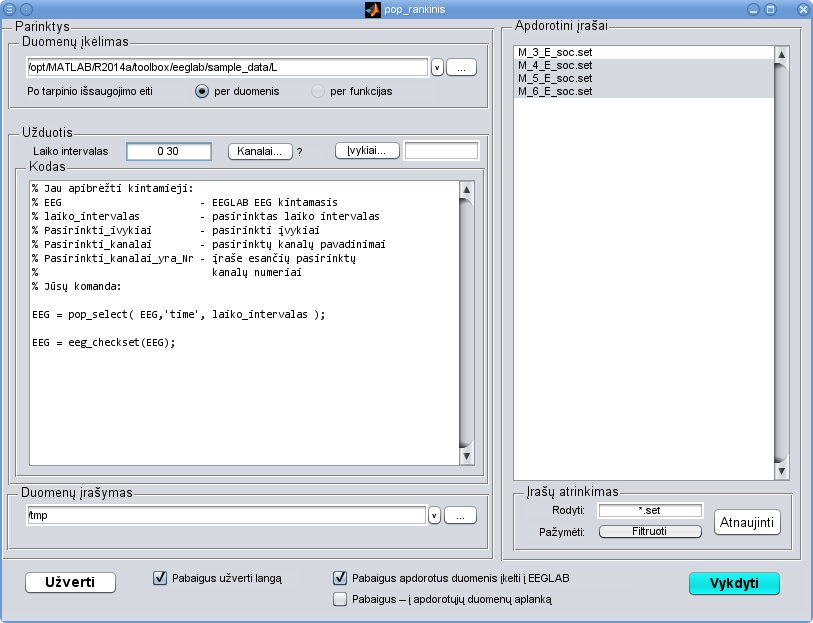 pop_rankinis
Parinktys
Duomenų įkėlimas
/opt/MATLAB/R2014a/toolbox/eeglab/sample_data/L
v
...
Po tarpinio išsaugojimo eiti
per duomenis
per funkcijas
Užduotis
Laiko intervalas
0 30
Kanalai...
?
Įvykiai...
Kodas
% Jau apibrėžti kintamieji:
% EEG - EEGLAB EEG kintamasis
% laiko_intervalas - pasirinktas laiko intervalas
% Pasirinkti_ivykiai - pasirinkti įvykiai
% Pasirinkti_kanalai - pasirinktų kanalų pavadinimai
% Pasirinkti_kanalai_yra_Nr - įraše esančių pasirinktų
% kanalų numeriai
% Jūsų komanda:
EEG = pop_select( EEG,'time', laiko_intervalas );
EEG = eeg_checkset(EEG);
Duomenų įrašymas
/tmp
v
...
Apdorotini įrašai
M_3_E_soc.set
M_4_E_soc.set
M_5_E_soc.set
M_6_E_soc.set
Įrašų atrinkimas
Rodyti:
*.set
Pažymėti:
Filtruoti
Atnaujinti
Užverti
Pabaigus užverti langą
Pabaigus apdorotus duomenis įkelti į EEGLAB
Pabaigus – į apdorotųjų duomenų aplanką
Vykdyti